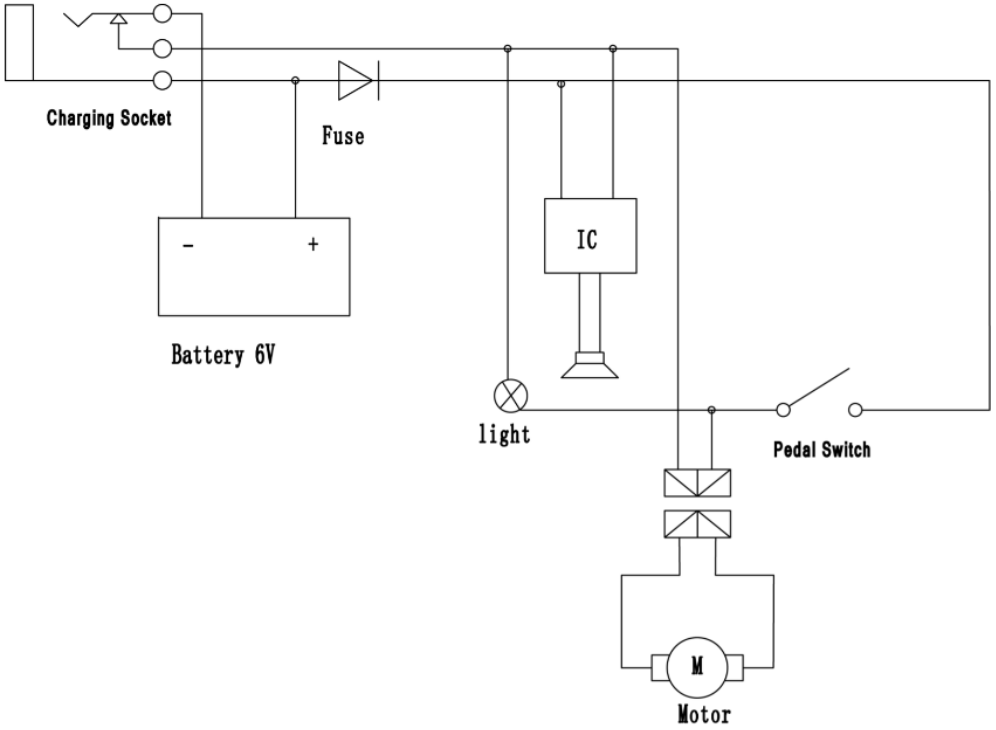 Charging Socket
Fuse
IC
- +
Battery 6V
light
Pedal Switch
M
Motor